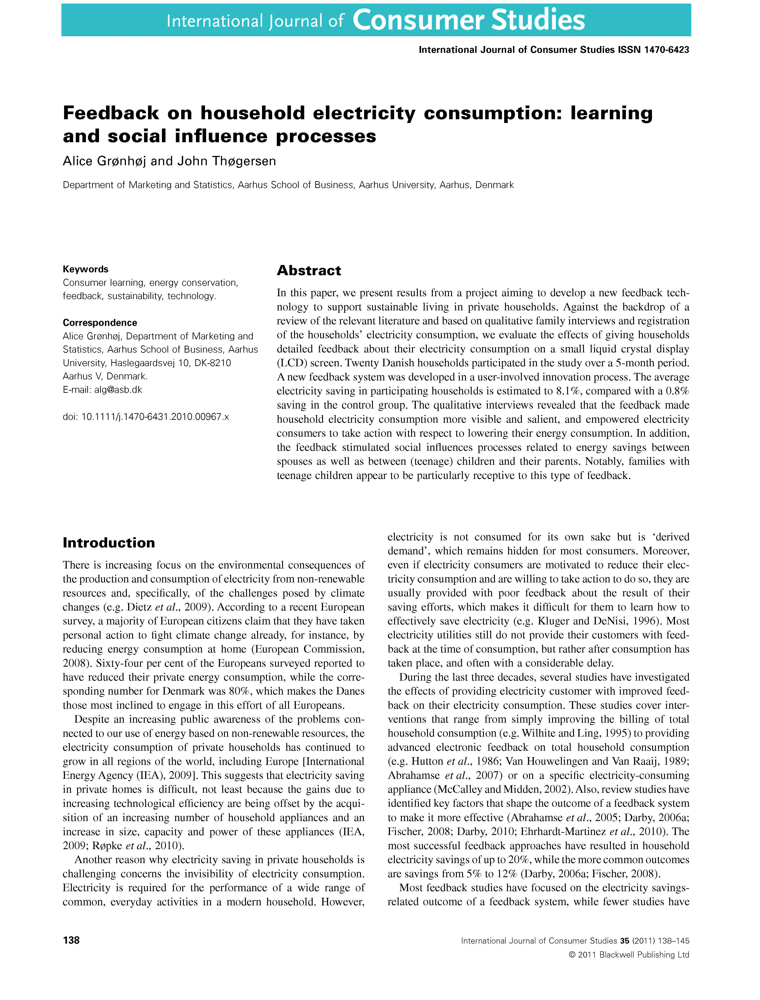 International Journal of Consumer Studies
International Journal of Consumer Studies ISSN 1470-6423
Feedback on household electricity consumption: learning
and social influence processes
Alice Grønhøj and John Thøgersen
Department of Marketing and Statistics, Aarhus School of Business, Aarhus University, Aarhus, Denmark
Keywords
Consumer learning, energy conservation,
feedback, sustainability, technology.
Correspondence
Alice Grønhøj, Department of Marketing and
Statistics, Aarhus School of Business, Aarhus
University, Haslegaardsvej 10, DK-8210
Aarhus V, Denmark.
E-mail: alg@asb.dk
doi: 10.1111/j.1470-6431.2010.00967.x
Abstract
In this paper, we present results from a project aiming to develop a new feedback tech-
nology to support sustainable living in private households. Against the backdrop of a
review of the relevant literature and based on qualitative family interviews and registration
of the households’ electricity consumption, we evaluate the effects of giving households
detailed feedback about their electricity consumption on a small liquid crystal display
(LCD) screen. Twenty Danish households participated in the study over a 5-month period.
A new feedback system was developed in a user-involved innovation process. The average
electricity saving in participating households is estimated to 8.1%, compared with a 0.8%
saving in the control group. The qualitative interviews revealed that the feedback made
household electricity consumption more visible and salient, and empowered electricity
consumers to take action with respect to lowering their energy consumption. In addition,
the feedback stimulated social influences processes related to energy savings between
spouses as well as between (teenage) children and their parents. Notably, families with
teenage children appear to be particularly receptive to this type of feedback.
Introduction
There is increasing focus on the environmental consequences of
the production and consumption of electricity from non-renewable
resources and, specifically, of the challenges posed by climate
changes (e.g. Dietz et al., 2009). According to a recent European
survey, a majority of European citizens claim that they have taken
personal action to fight climate change already, for instance, by
reducing energy consumption at home (European Commission,
2008). Sixty-four per cent of the Europeans surveyed reported to
have reduced their private energy consumption, while the corre-
sponding number for Denmark was 80%, which makes the Danes
those most inclined to engage in this effort of all Europeans.
Despite an increasing public awareness of the problems con-
nected to our use of energy based on non-renewable resources, the
electricity consumption of private households has continued to
grow in all regions of the world, including Europe [International
Energy Agency (IEA), 2009]. This suggests that electricity saving
in private homes is difficult, not least because the gains due to
increasing technological efficiency are being offset by the acqui-
sition of an increasing number of household appliances and an
increase in size, capacity and power of these appliances (IEA,
2009; Røpke et al., 2010).
Another reason why electricity saving in private households is
challenging concerns the invisibility of electricity consumption.
Electricity is required for the performance of a wide range of
common, everyday activities in a modern household. However,
electricity is not consumed for its own sake but is ‘derived
demand’, which remains hidden for most consumers. Moreover,
even if electricity consumers are motivated to reduce their elec-
tricity consumption and are willing to take action to do so, they are
usually provided with poor feedback about the result of their
saving efforts, which makes it difficult for them to learn how to
effectively save electricity (e.g. Kluger and DeNisi, 1996). Most
electricity utilities still do not provide their customers with feed-
back at the time of consumption, but rather after consumption has
taken place, and often with a considerable delay.
During the last three decades, several studies have investigated
the effects of providing electricity customer with improved feed-
back on their electricity consumption. These studies cover inter-
ventions that range from simply improving the billing of total
household consumption (e.g. Wilhite and Ling, 1995) to providing
advanced electronic feedback on total household consumption
(e.g. Hutton et al., 1986; Van Houwelingen and Van Raaij, 1989;
Abrahamse et al., 2007) or on a specific electricity-consuming
appliance (McCalley and Midden, 2002). Also, review studies have
identified key factors that shape the outcome of a feedback system
to make it more effective (Abrahamse et al., 2005; Darby, 2006a;
Fischer, 2008; Darby, 2010; Ehrhardt-Martinez et al., 2010). The
most successful feedback approaches have resulted in household
electricity savings of up to 20%, while the more common outcomes
are savings from 5% to 12% (Darby, 2006a; Fischer, 2008).
Most feedback studies have focused on the electricity savings-
related outcome of a feedback system, while fewer studies have
138
International Journal of Consumer Studies 35 (2011) 138–145
© 2011 Blackwell Publishing Ltd